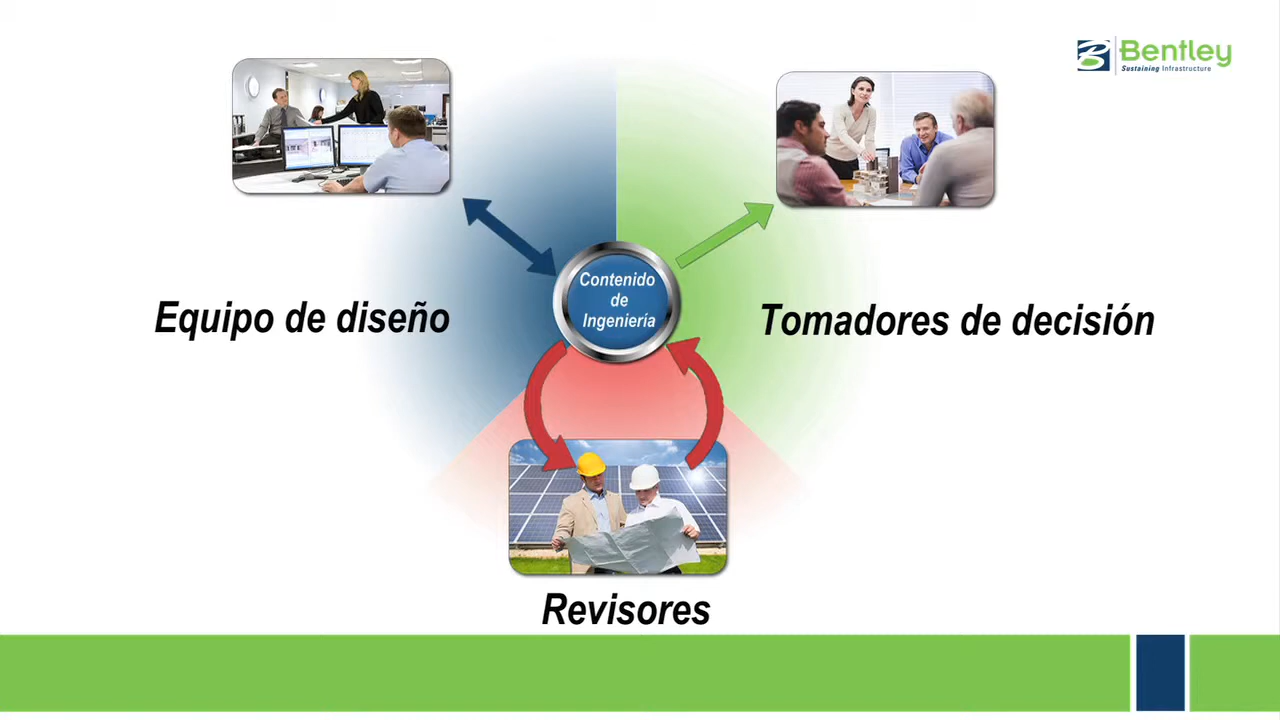 Bentley
Sustaining Infrastructure
Contenido
de
Ingeniería
Equipo de diseño
Tomadores de decisión
Revisores